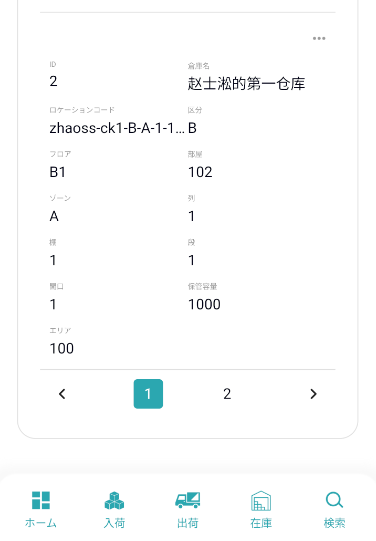 ID
倉庫名
2
赵士淞的第一仓库
ロケーションコード
区分
zhaoss-ck1-B-A-1-1...
B
フロア
部屋
B1
102
ゾーン
列
A
1
棚
段
1
1
間口
保管容量
1
1000
エリア
100
1
2
ホーム
入荷
出荷
在庫
検索